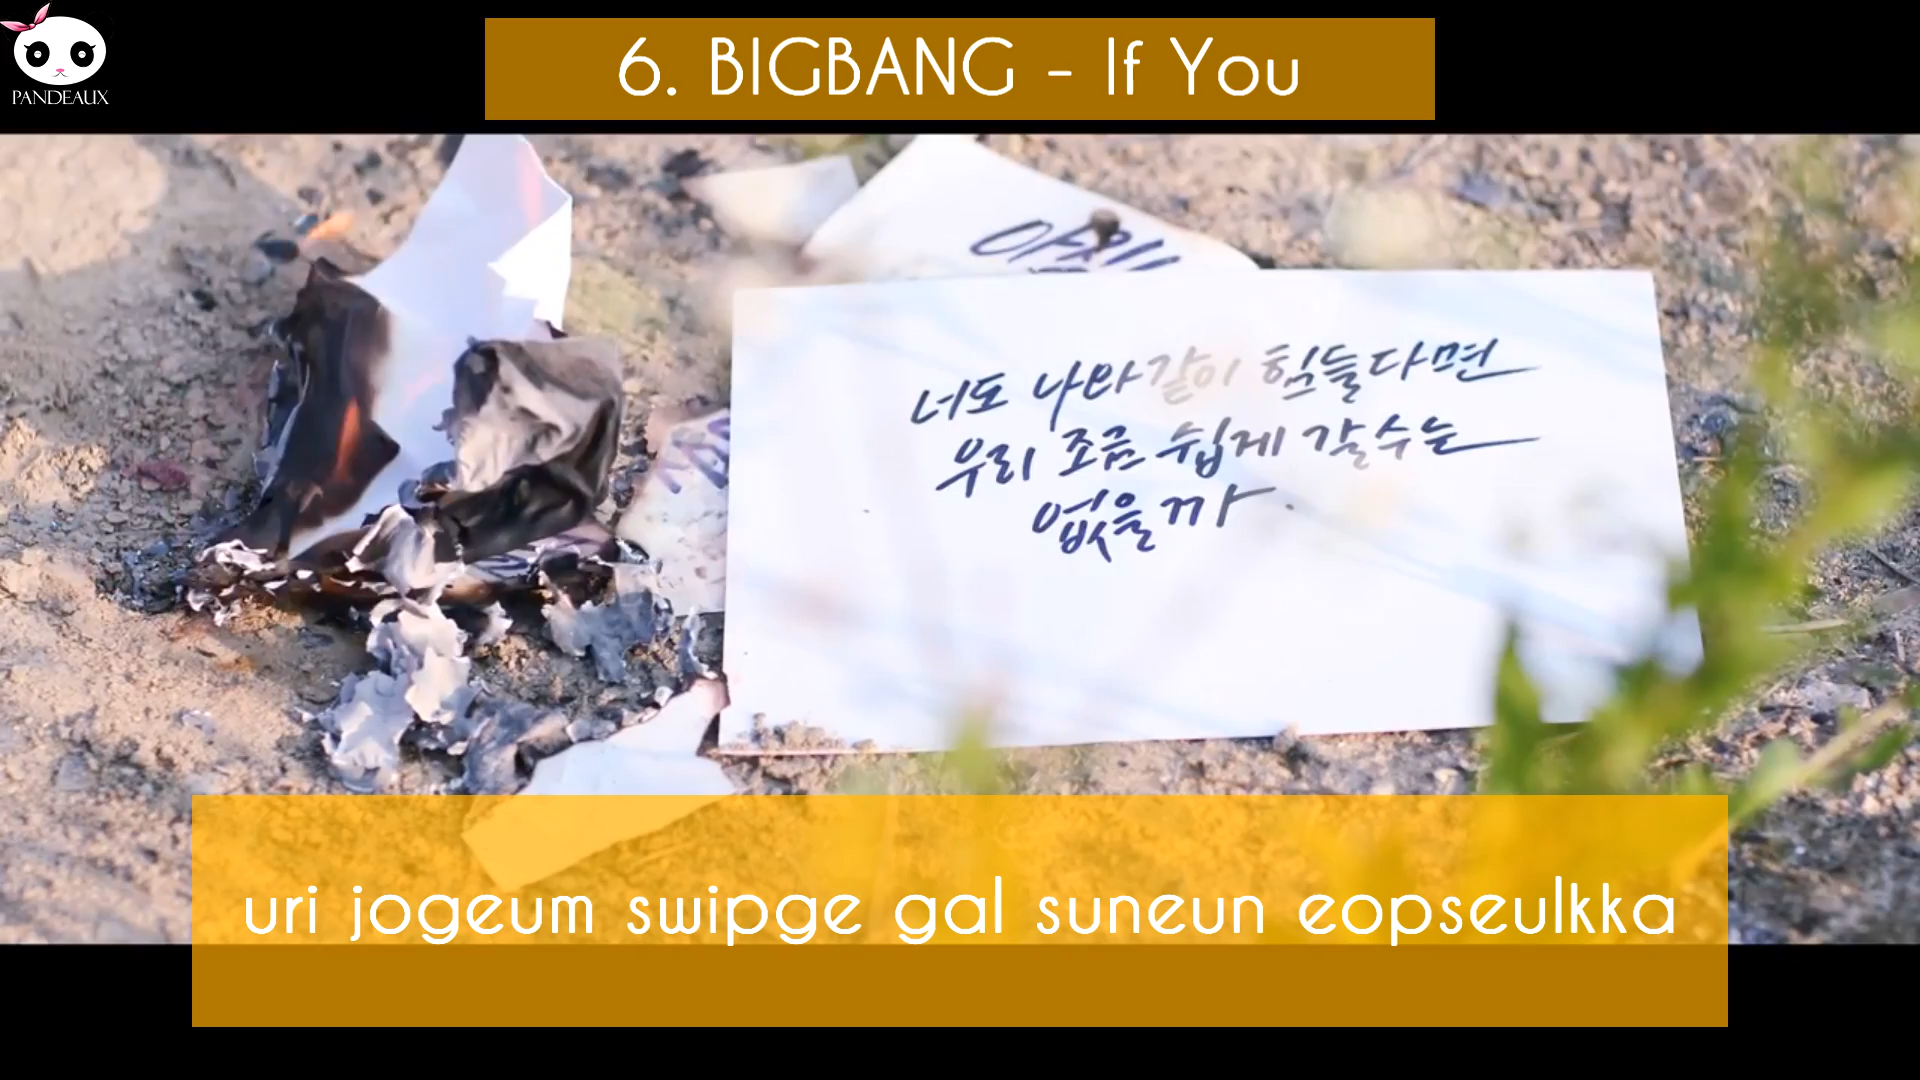 PANDEAUX
6. BIGBANG - If You
너도 나와 같이 힘들다면
우리 조금 쉽게 갈 수는
없을까.
uri jogeum swipge gal suneun eopseulkka